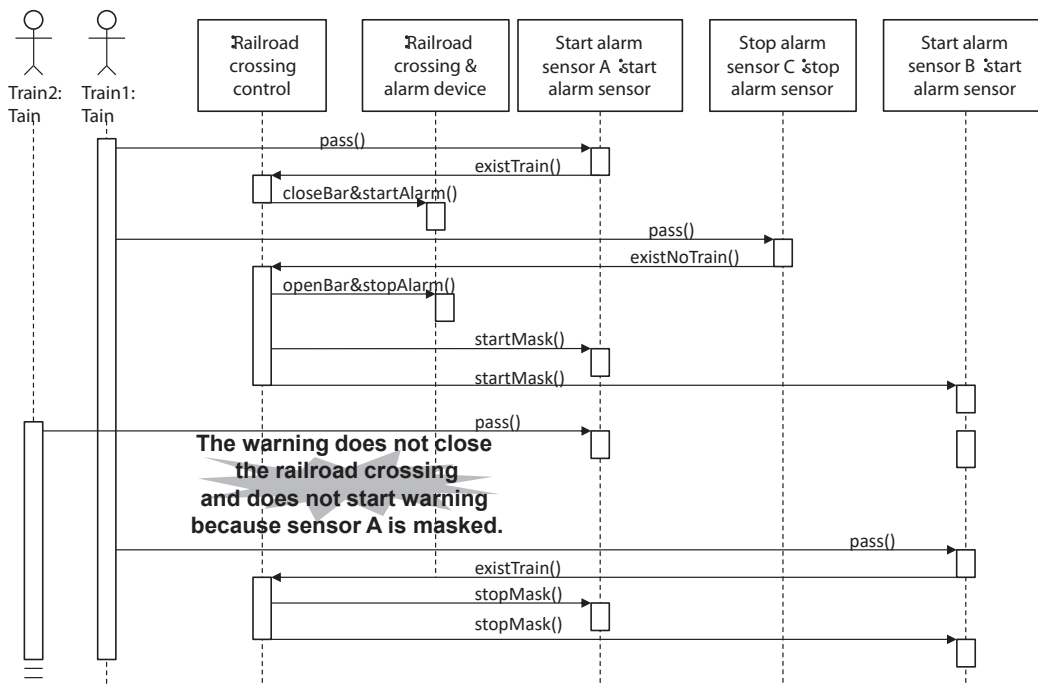 Train2:
Tain
Train1:
Tain
Railroad
crossing
control
Railroad
crossing &
alarm device
Start alarm
sensor A :start
alarm sensor
Stop alarm
sensor C :stop
alarm sensor
Start alarm
sensor B :start
alarm sensor
pass()
existTrain()
closeBar&startAlarm()
pass()
existNoTrain()
openBar&stopAlarm()
startMask()
startMask()
pass()
The warning does not close
the railroad crossing
and does not start warning
because sensor A is masked.
pass()
existTrain()
stopMask()
stopMask()